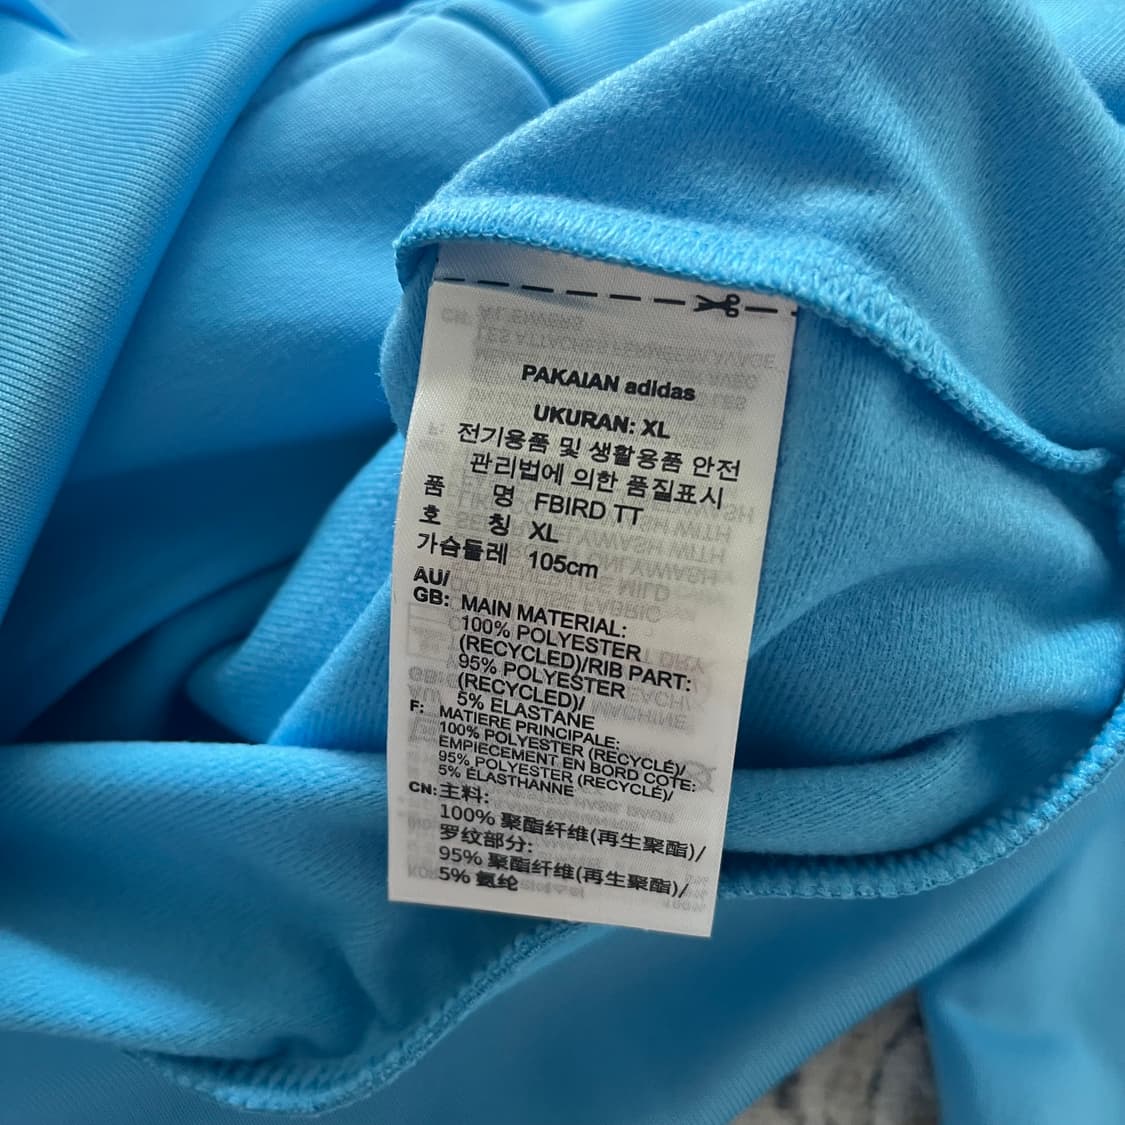 PAKAIAN adidas
UKURAN: XL
전기용품 및 생활용품 안전
관리법에 의한 품질표시
품 명 FBIRD TT
호 칭 XL
가슴둘레 105cm
AU/
GB: MAIN MATERIAL:
100% POLYESTER
(RECYCLED)/RIB PART:
95% POLYESTER
(RECYCLED)/
5% ELASTANE
F: MATIERE PRINCIPALE:
100% POLYESTER (RECYCLÉ)/
EMPIECEMENT EN BORD COTE:
95% POLYESTER (RECYCLÉ)/
5% ÉLASTHANNE
CN: 主料:
100% 聚酯纤维(再生聚酯)/
罗纹部分:
95% 聚酯纤维(再生聚酯)/
5% 氨纶